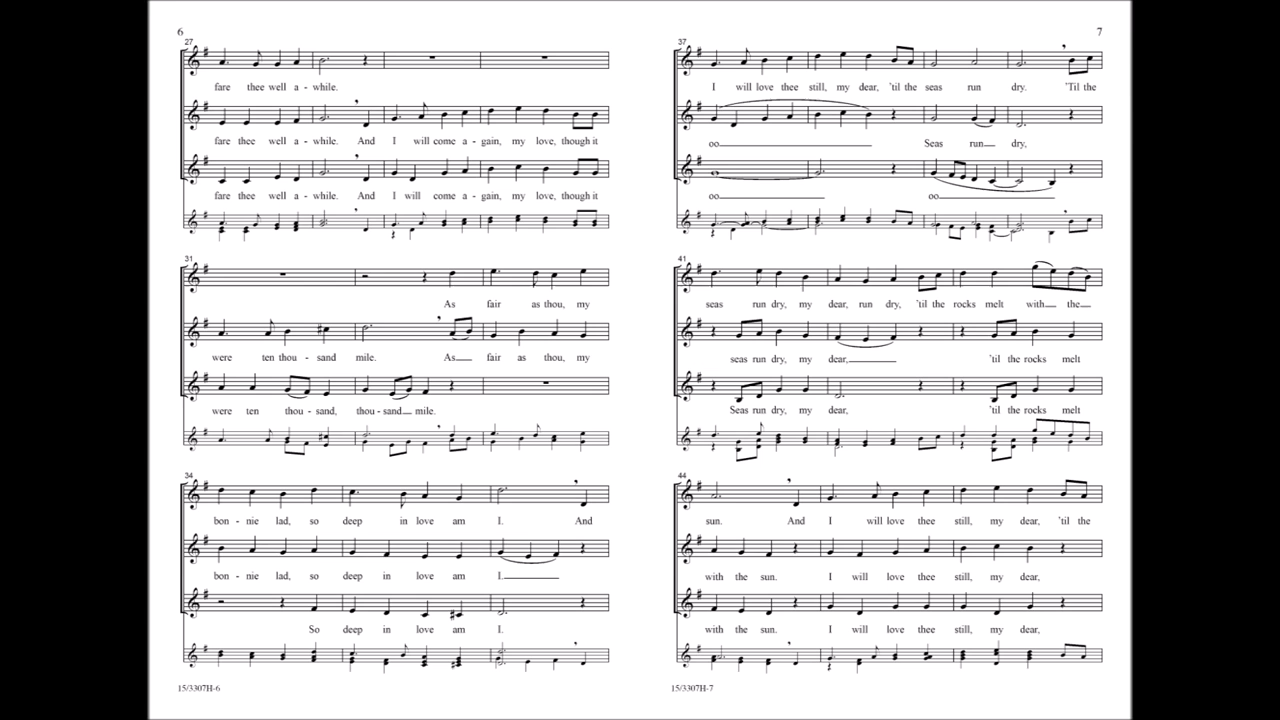 6
27
fare thee well a - while.
fare thee well a - while. And I will come a - gain, my love, though it
fare thee well a - while. And I will come a - gain, my love, though it
31
As fair as thou, my
were ten thou - sand mile. As fair as thou, my
were ten thou - sand, thou - sand mile.
34
bon - nie lad, so deep in love am I. And
bon - nie lad, so deep in love am I.
So deep in love am I.
15/3307H-6
7
37
I will love thee still, my dear, 'til the seas run dry. 'Til the
oo Seas run dry,
oo oo
41
seas run dry, my dear, run dry, 'til the rocks melt with the
seas run dry, my dear, 'til the rocks melt
Seas run dry, my dear, 'til the rocks melt
44
sun. And I will love thee still, my dear, 'til the
with the sun. I will love thee still, my dear,
with the sun. I will love thee still, my dear,
15/3307H-7